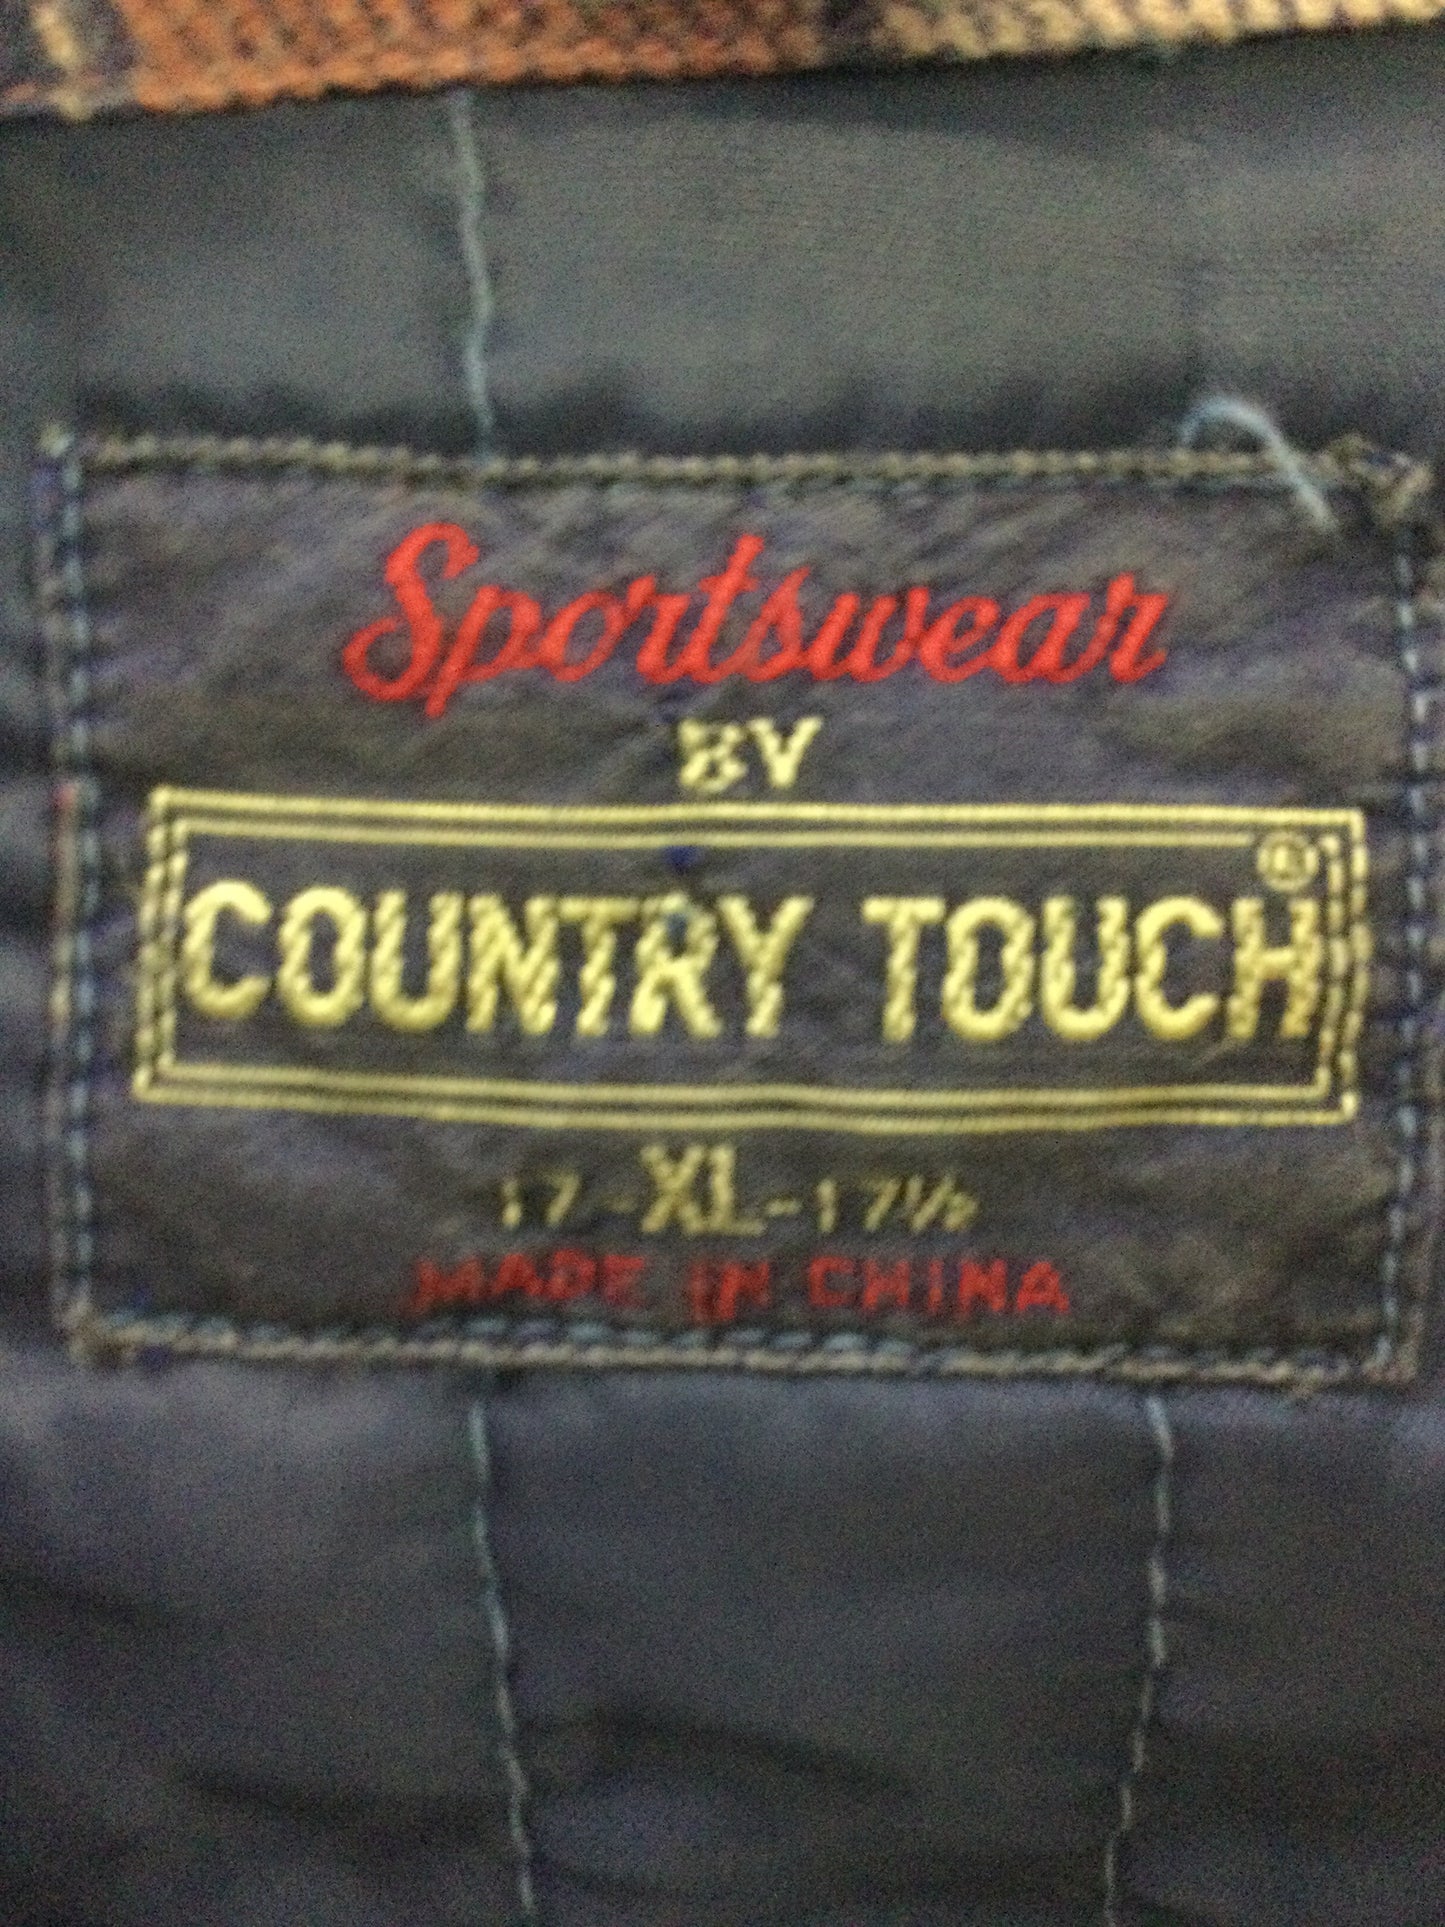 Sportswear
BY
COUNTRY TOUCH®
17-XL-17½
MADE IN CHINA